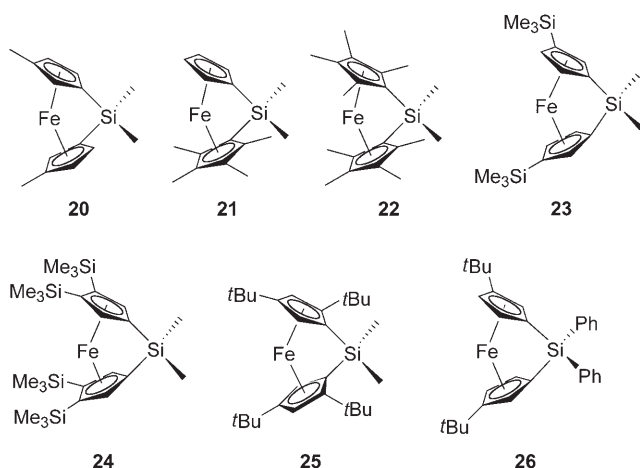 Fe
Si
20
Fe
Si
21
Fe
Si
22
Me3Si
Fe
Si
Me3Si
23
Me3Si
Me3Si
Fe
Si
Me3Si
Me3Si
24
tBu
tBu
Fe
Si
tBu
tBu
25
tBu
Ph
Fe
Si
Ph
tBu
26